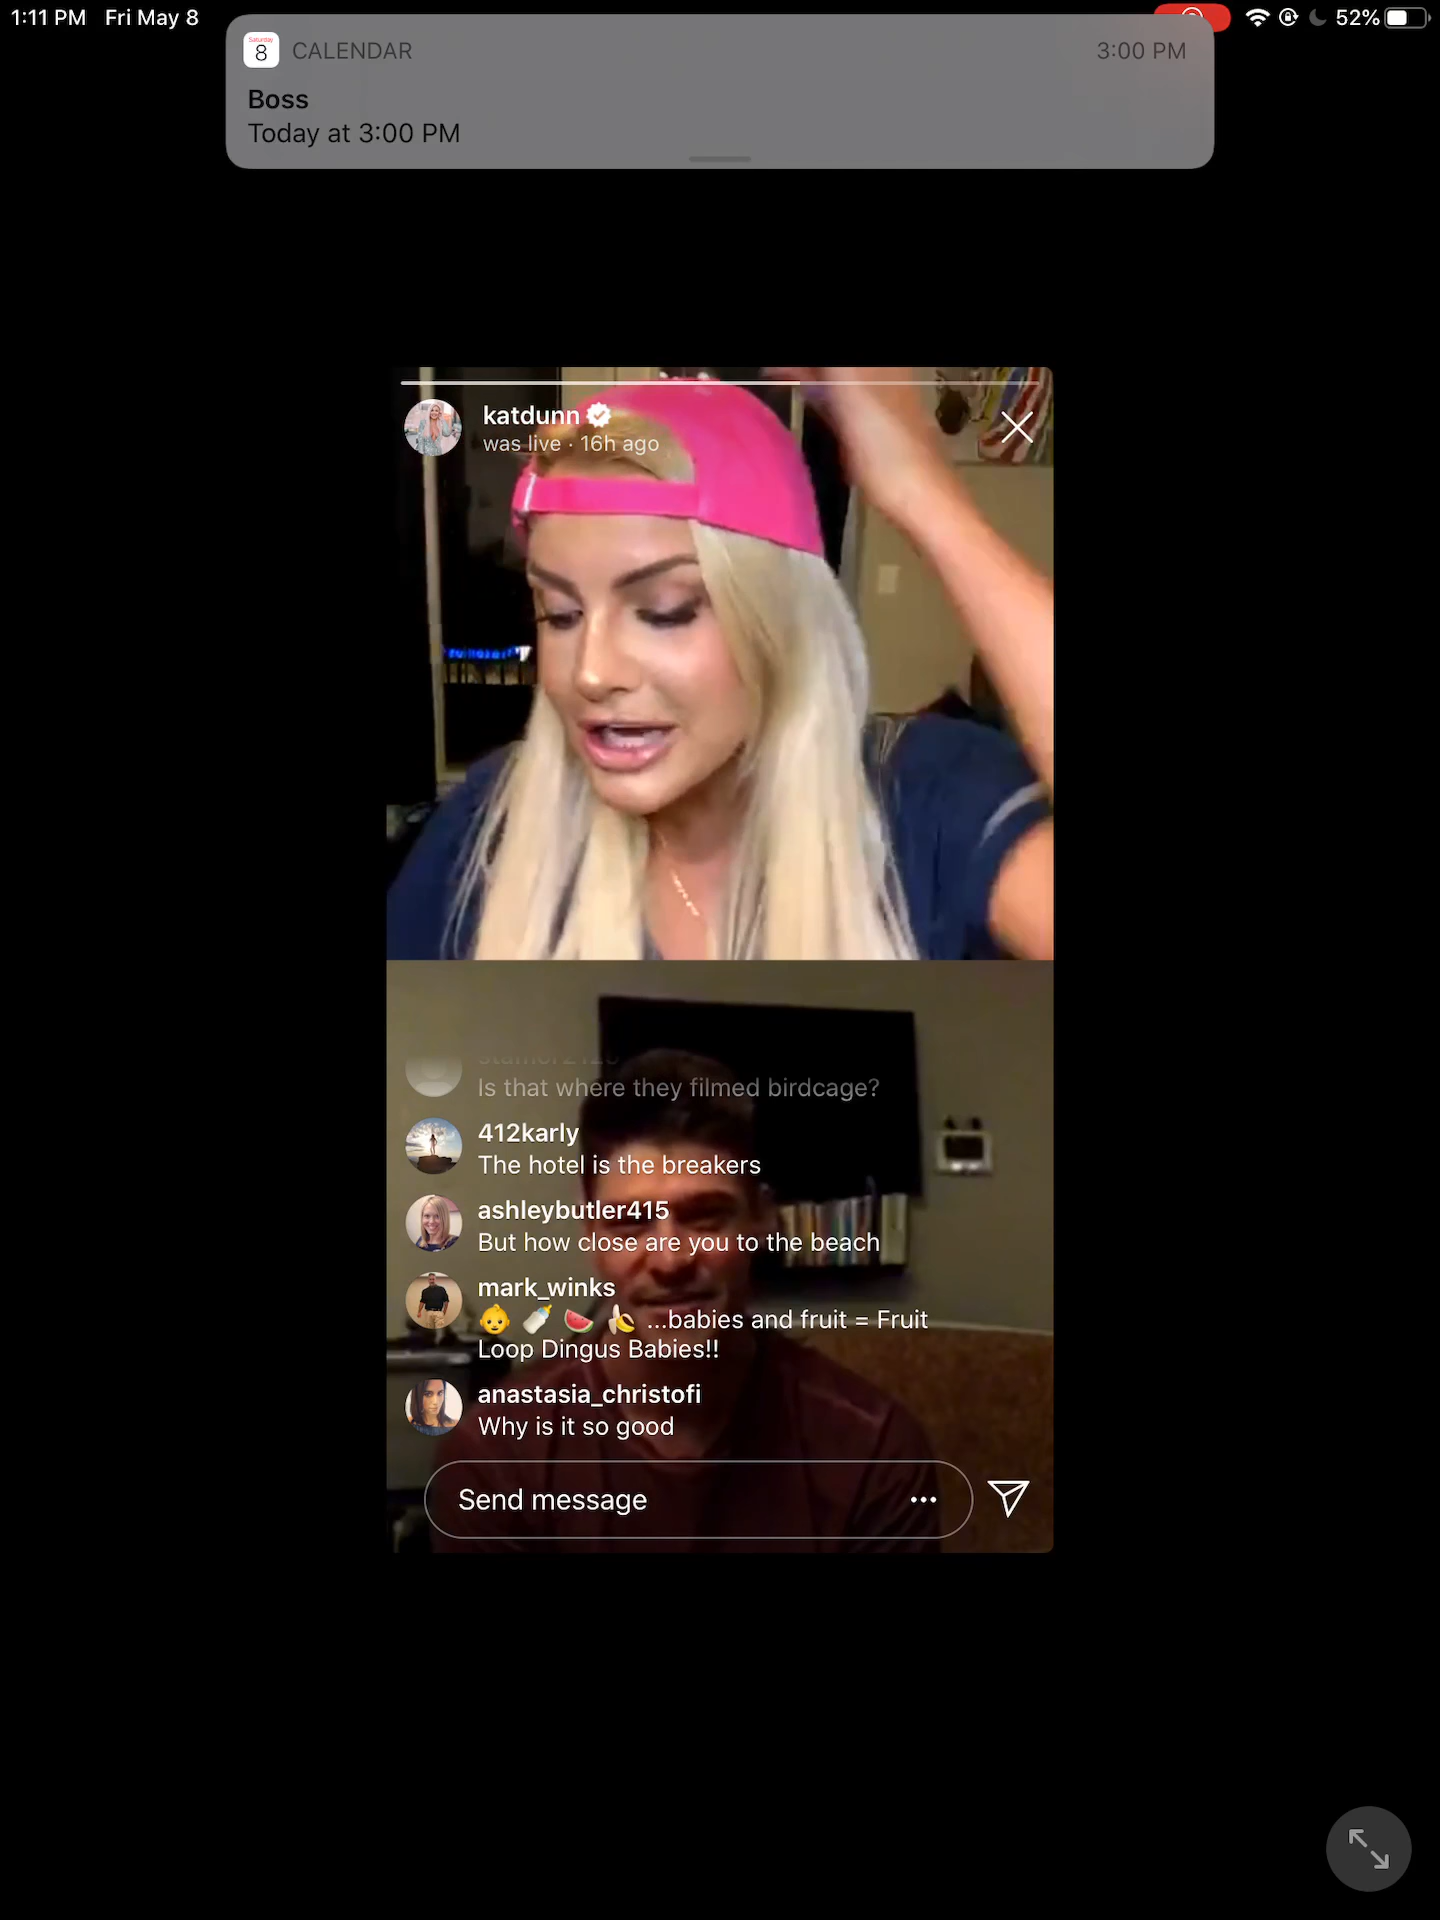 1:11 PM Fri May 8
52%
Saturday
8
CALENDAR
3:00 PM
Boss
Today at 3:00 PM
katdunn
was live · 16h ago
Is that where they filmed birdcage?
412karly
The hotel is the breakers
ashleybutler415
But how close are you to the beach
mark_winks
👶 🍼 🍉 🍌 ...babies and fruit = Fruit
Loop Dingus Babies!!
anastasia_christofi
Why is it so good
Send message